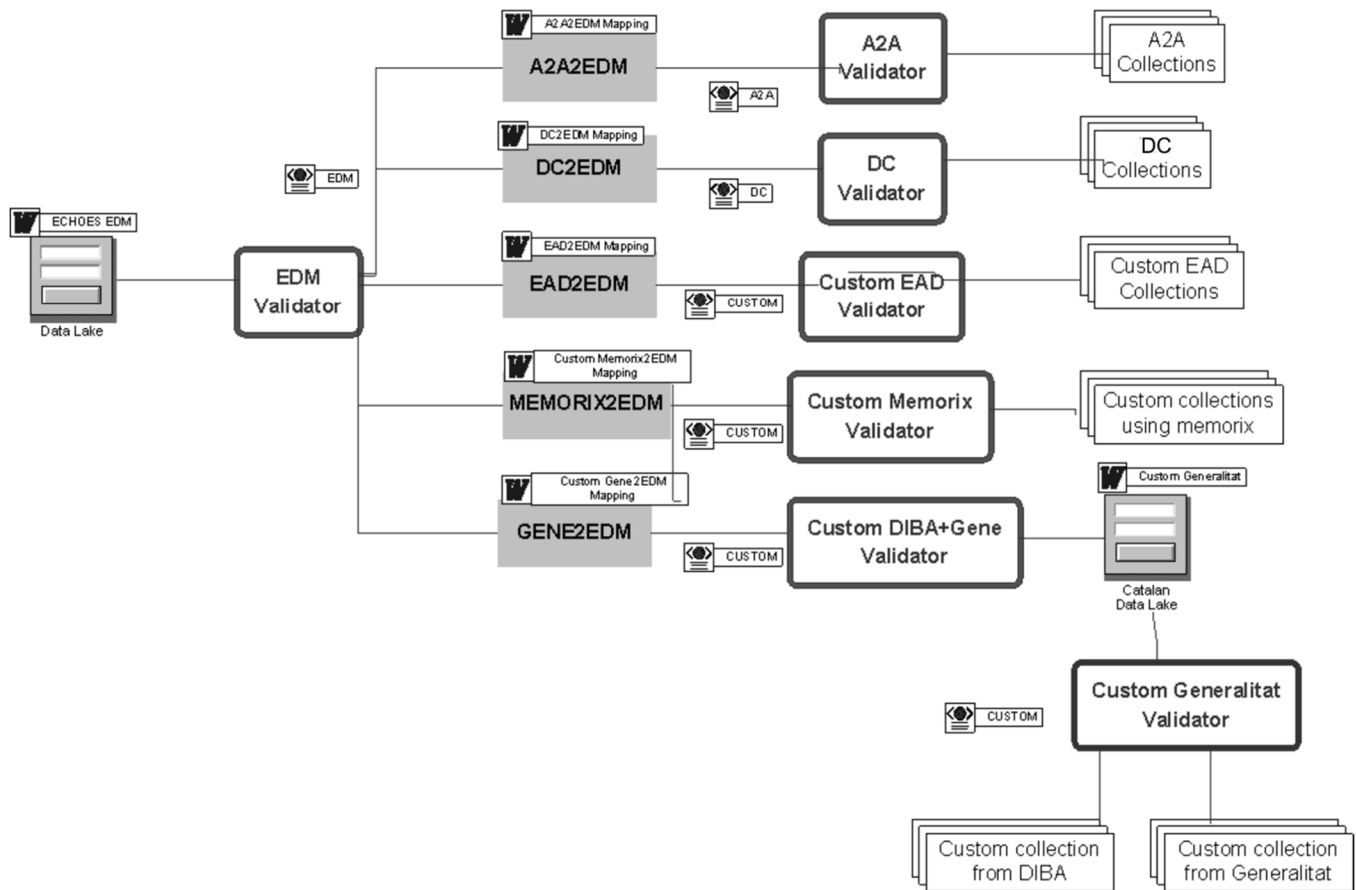 A2A2EDM Mapping
A2A2EDM
A2A
Validator
A2A
Collections
A2A
DC2EDM Mapping
DC2EDM
DC
Validator
DC
Collections
DC
EDM
ECHOES EDM
Data Lake
EDM
Validator
EAD2EDM Mapping
EAD2EDM
CUSTOM
Custom EAD
Validator
Custom EAD
Collections
Custom Memorix2EDM
Mapping
MEMORIX2EDM
CUSTOM
Custom Memorix
Validator
Custom collections
using memorix
Custom Gene2EDM
Mapping
GENE2EDM
CUSTOM
Custom DIBA+Gene
Validator
Custom Generalitat
Catalan
Data Lake
CUSTOM
Custom Generalitat
Validator
Custom collection
from DIBA
Custom collection
from Generalitat